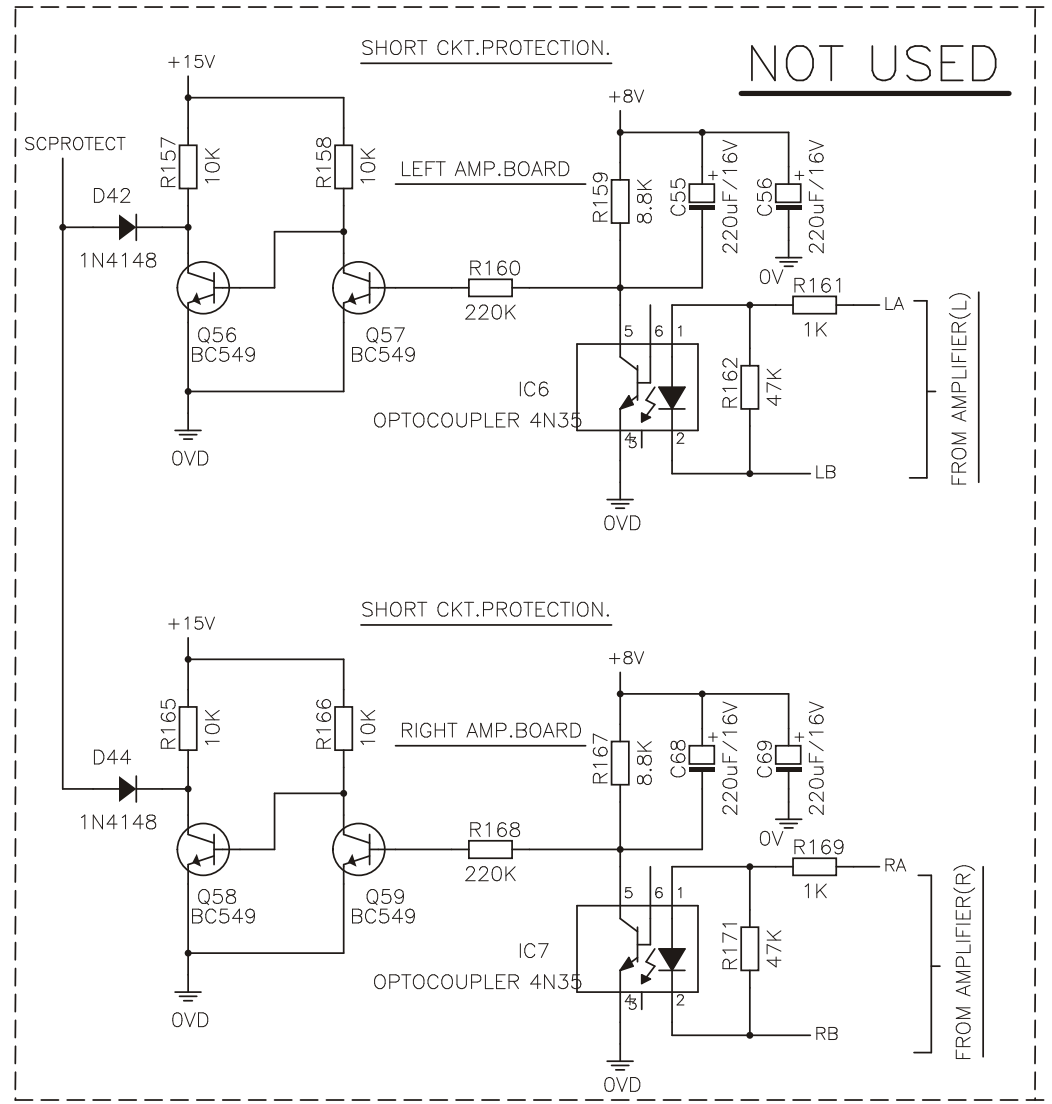 SHORT CKT.PROTECTION.
NOT USED
+15V
+8V
SCPROTECT
R157
10K
R158
10K
LEFT AMP.BOARD
R159
8.8K
C55
220uF/16V
+
C56
220uF/16V
+
D42
1N4148
0V
R160
220K
R161
1K
LA
Q56
BC549
Q57
BC549
5
6
1
R162
47K
IC6
OPTOCOUPLER 4N35
4
3
2
FROM AMPLIFIER(L)
0VD
LB
0VD
SHORT CKT.PROTECTION.
+15V
+8V
R165
10K
R166
10K
RIGHT AMP.BOARD
R167
8.8K
C68
220uF/16V
+
C69
220uF/16V
+
D44
1N4148
0V
R168
220K
R169
1K
RA
Q58
BC549
Q59
BC549
5
6
1
R171
47K
IC7
OPTOCOUPLER 4N35
4
3
2
FROM AMPLIFIER(R)
0VD
RB
0VD